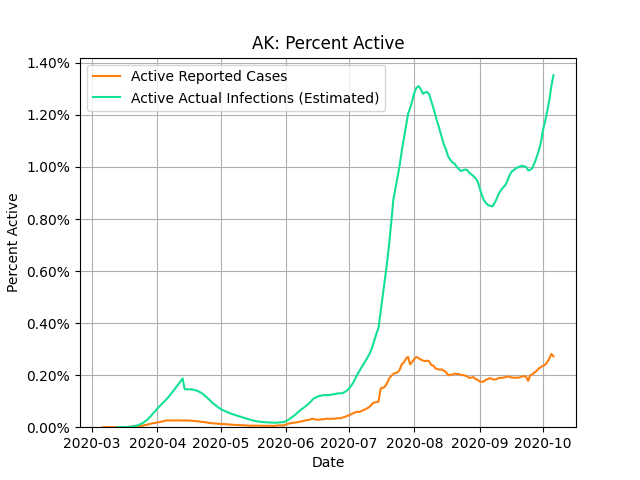 AK: Percent Active
Active Reported Cases
Active Actual Infections (Estimated)
Percent Active
1.40%
1.20%
1.00%
0.80%
0.60%
0.40%
0.20%
0.00%
2020-03 2020-04 2020-05 2020-06 2020-07 2020-08 2020-09 2020-10
Date